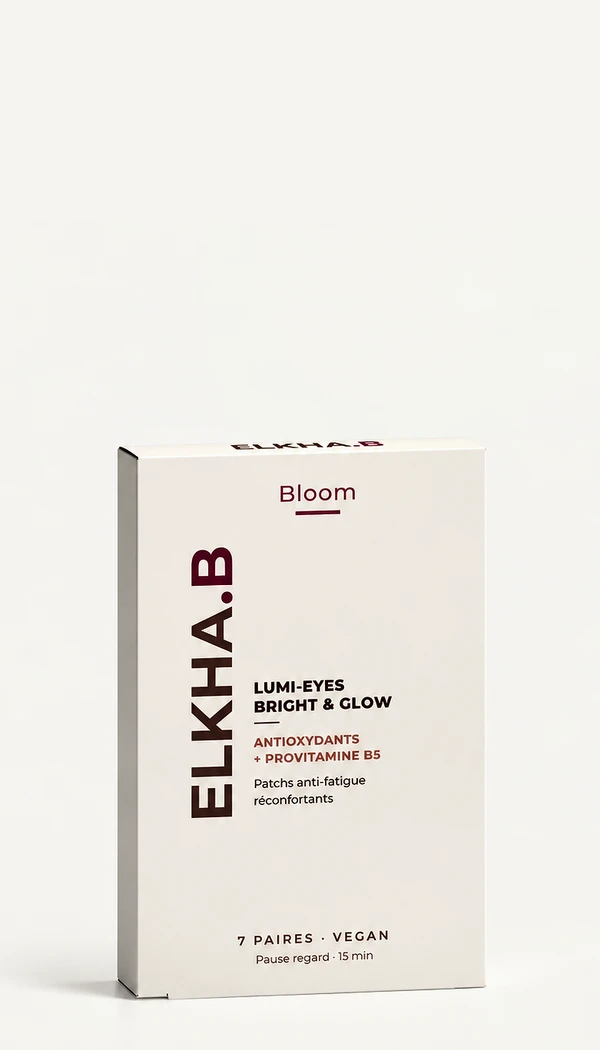 ELKHA.B
Bloom
ELKHA.B
LUMI-EYES
BRIGHT & GLOW
ANTIOXYDANTS
+ PROVITAMINE B5
Patchs anti-fatigue
réconfortants
7 PAIRES · VEGAN
Pause regard · 15 min